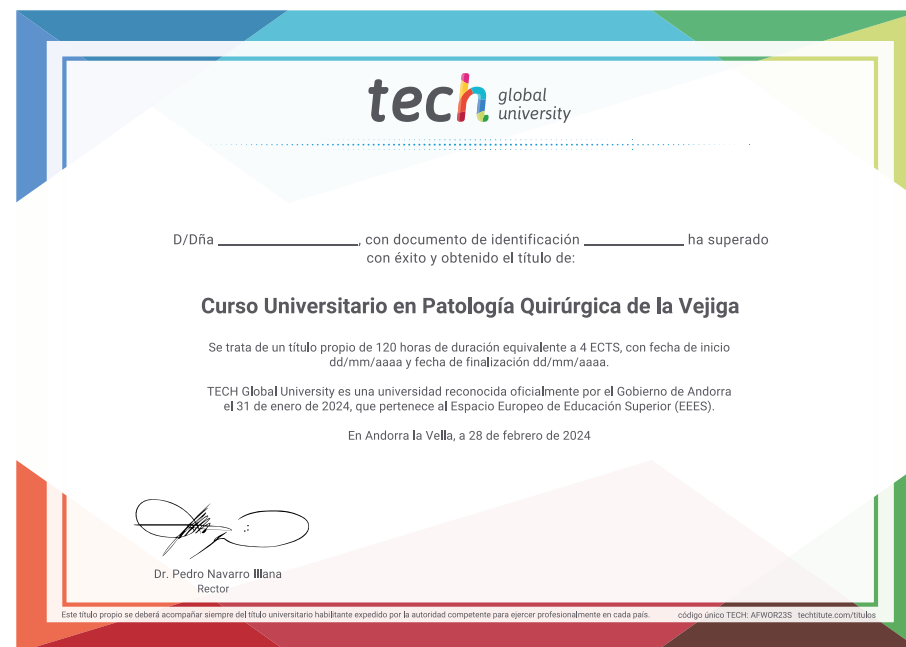 tech global university
D/Dña ____________________, con documento de identificación ______________ ha superado
con éxito y obtenido el título de:
Curso Universitario en Patología Quirúrgica de la Vejiga
Se trata de un título propio de 120 horas de duración equivalente a 4 ECTS, con fecha de inicio
dd/mm/aaaa y fecha de finalización dd/mm/aaaa.
TECH Global University es una universidad reconocida oficialmente por el Gobierno de Andorra
el 31 de enero de 2024, que pertenece al Espacio Europeo de Educación Superior (EEES).
En Andorra la Vella, a 28 de febrero de 2024
Dr. Pedro Navarro Illana
Rector
Este título propio se deberá acompañar siempre del título universitario habilitante expedido por la autoridad competente para ejercer profesionalmente en cada país. código único TECH: AFWOR23S techtitute.com/titulos